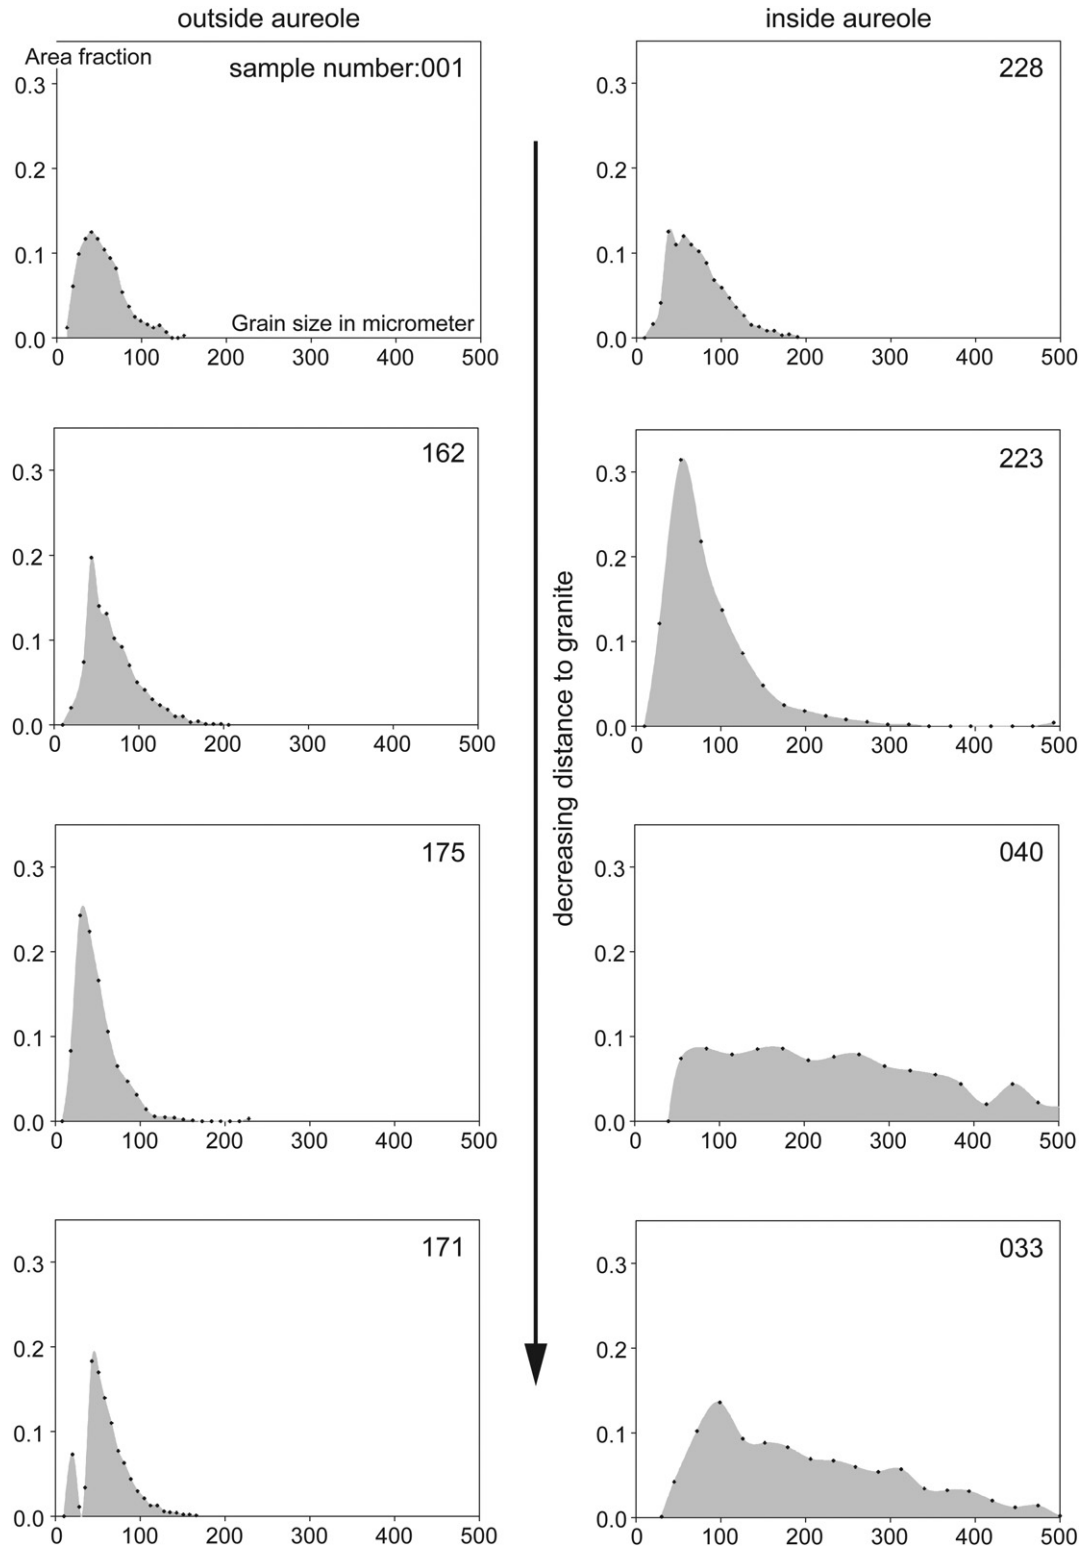 outside aureole
inside aureole
Area fraction
sample number:001
0.3
0.2
0.1
0.0
Grain size in micrometer
0 100 200 300 400 500
228
0.3
0.2
0.1
0.0
0 100 200 300 400 500
162
0.3
0.2
0.1
0.0
0 100 200 300 400 500
223
0.3
0.2
0.1
0.0
0 100 200 300 400 500
decreasing distance to granite
175
0.3
0.2
0.1
0.0
0 100 200 300 400 500
040
0.3
0.2
0.1
0.0
0 100 200 300 400 500
171
0.3
0.2
0.1
0.0
0 100 200 300 400 500
033
0.3
0.2
0.1
0.0
0 100 200 300 400 500